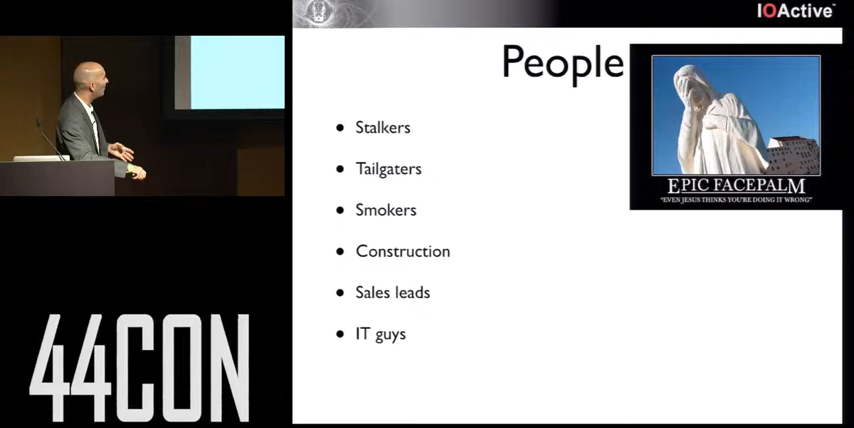 IOActive™
People
EPIC FACEPALM
"EVEN JESUS THINKS YOU'RE DOING IT WRONG"
• Stalkers
• Tailgaters
• Smokers
• Construction
• Sales leads
• IT guys
44CON